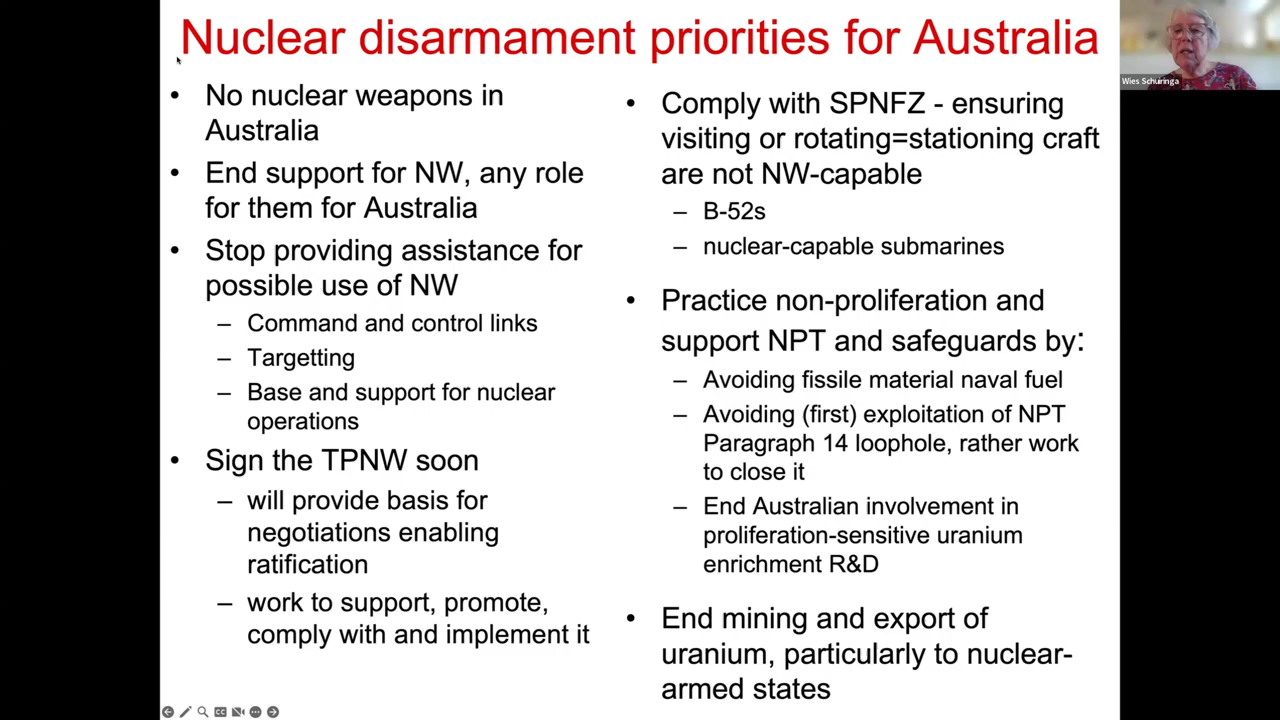 Nuclear disarmament priorities for Australia
• No nuclear weapons in
Australia
• End support for NW, any role
for them for Australia
• Stop providing assistance for
possible use of NW
– Command and control links
– Targetting
– Base and support for nuclear
operations
• Sign the TPNW soon
– will provide basis for
negotiations enabling
ratification
– work to support, promote,
comply with and implement it
• Comply with SPNFZ - ensuring
visiting or rotating=stationing craft
are not NW-capable
– B-52s
– nuclear-capable submarines
• Practice non-proliferation and
support NPT and safeguards by:
– Avoiding fissile material naval fuel
– Avoiding (first) exploitation of NPT
Paragraph 14 loophole, rather work
to close it
– End Australian involvement in
proliferation-sensitive uranium
enrichment R&D
• End mining and export of
uranium, particularly to nuclear-
armed states
Wies Schuringa